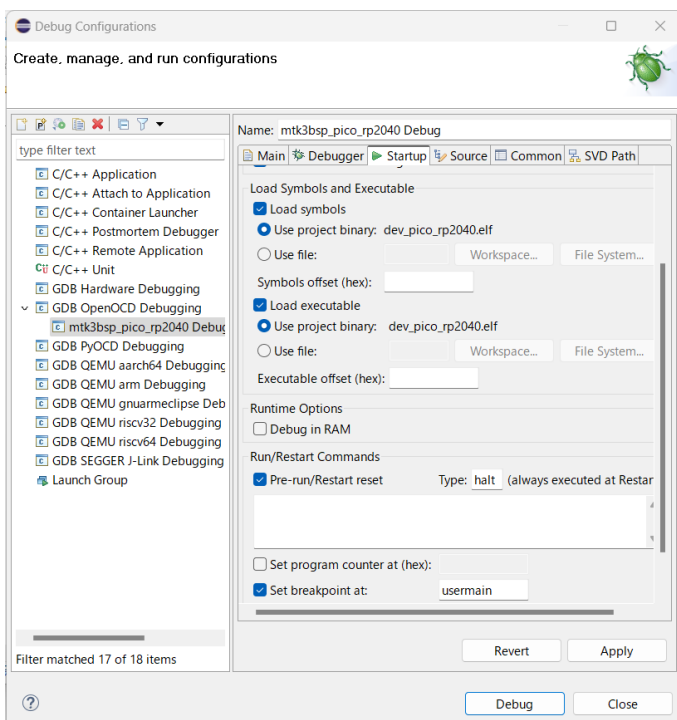 Debug Configurations
Create, manage, and run configurations
type filter text
C/C++ Application
C/C++ Attach to Application
C/C++ Container Launcher
C/C++ Postmortem Debugger
C/C++ Remote Application
C/C++ Unit
GDB Hardware Debugging
GDB OpenOCD Debugging
mtk3bsp_pico_rp2040 Debug
GDB PyOCD Debugging
GDB QEMU aarch64 Debugging
GDB QEMU arm Debugging
GDB QEMU gnuarmeclipse Deb
GDB QEMU riscv32 Debugging
GDB QEMU riscv64 Debugging
GDB SEGGER J-Link Debugging
Launch Group
Filter matched 17 of 18 items
Name: mtk3bsp_pico_rp2040 Debug
Main Debugger Startup Source Common SVD Path
Load Symbols and Executable
Load symbols
Use project binary: dev_pico_rp2040.elf
Use file: Workspace... File System...
Symbols offset (hex):
Load executable
Use project binary: dev_pico_rp2040.elf
Use file: Workspace... File System...
Executable offset (hex):
Runtime Options
Debug in RAM
Run/Restart Commands
Pre-run/Restart reset Type: halt (always executed at Restar
Set program counter at (hex):
Set breakpoint at: usermain
Revert Apply
Debug Close